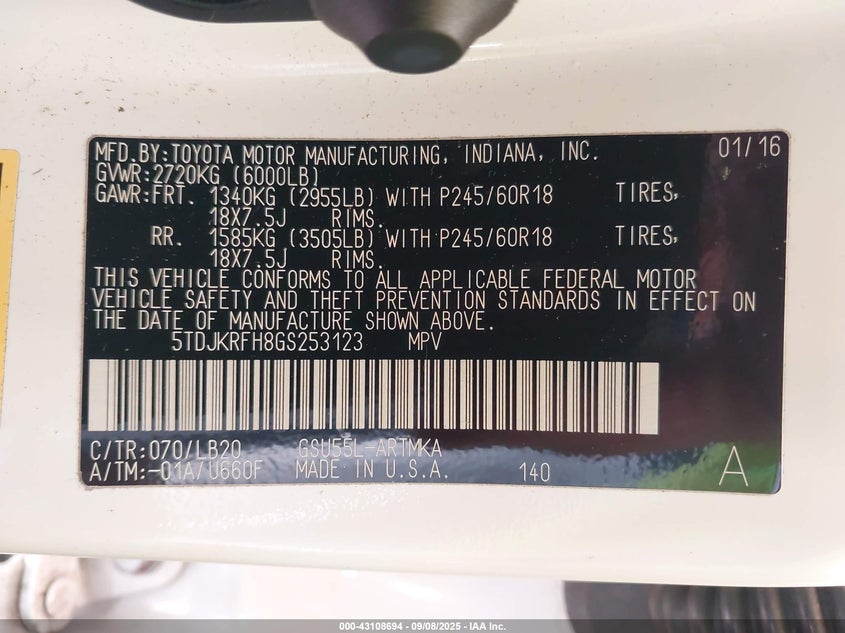 MFD.BY:TOYOTA MOTOR MANUFACTURING, INDIANA, INC. 01/16
GVWR:2720KG (6000LB)
GAWR:FRT. 1340KG (2955LB) WITH P245/60R18 TIRES,
18X7.5J RIMS.
RR. 1585KG (3505LB) WITH P245/60R18 TIRES,
18X7.5J RIMS.
THIS VEHICLE CONFORMS TO ALL APPLICABLE FEDERAL MOTOR
VEHICLE SAFETY AND THEFT PREVENTION STANDARDS IN EFFECT ON
THE DATE OF MANUFACTURE SHOWN ABOVE.
5TDJKRFH8GS253123 MPV
C/TR:070/LB20 GSU55L-ARTMKA
A/TM:-01A/U660F MADE IN U.S.A. 140 A
000-43108694 - 09/08/2025 - IAA Inc.